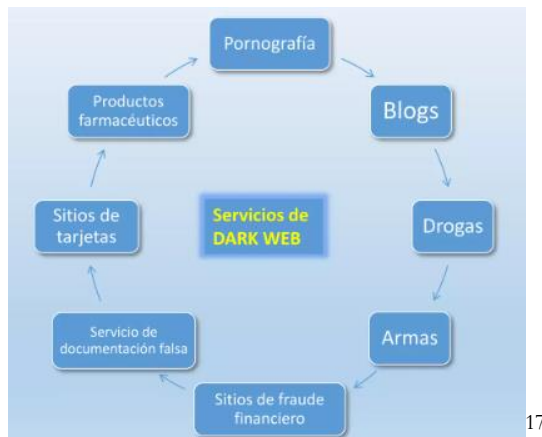 Pornografía
Blogs
Drogas
Armas
Sitios de fraude
financiero
Servicio de
documentación falsa
Sitios de
tarjetas
Productos
farmacéuticos
Servicios de
DARK WEB
17